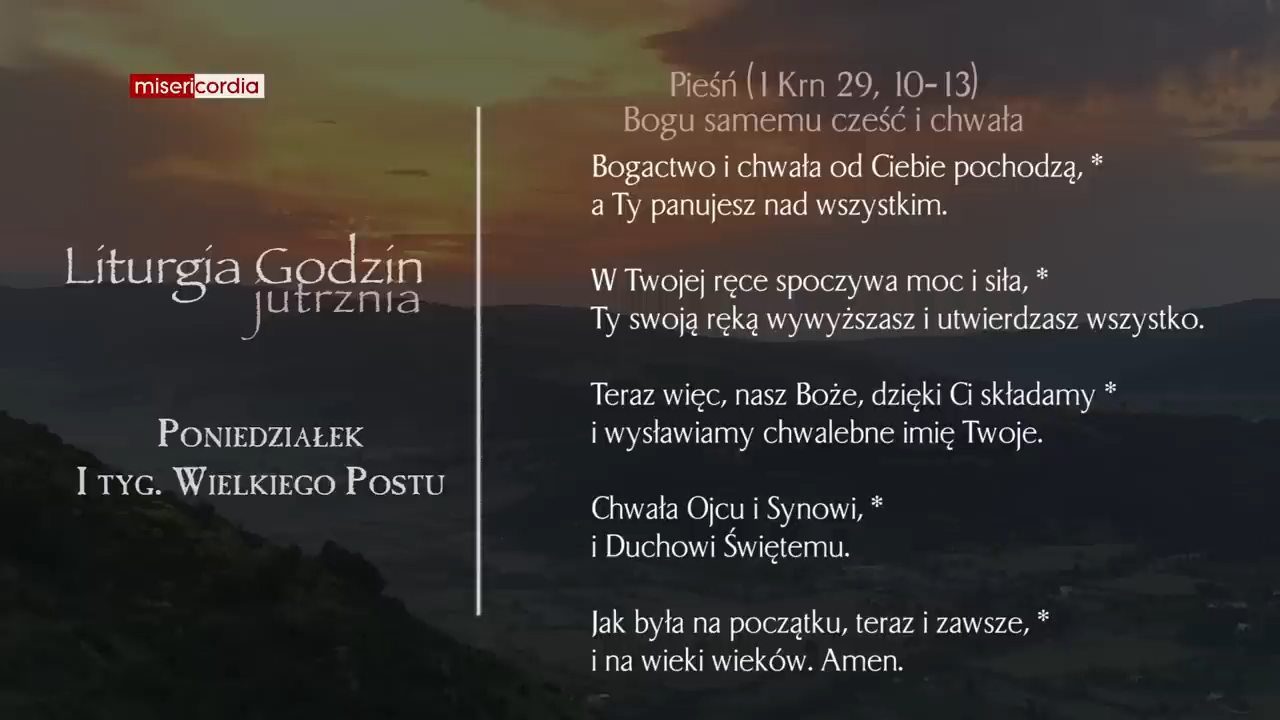 misericordia
Liturgia Godzin
jutrznia
Poniedziałek
I tyg. Wielkiego Postu
Pieśń (1 Krn 29, 10-13)
Bogu samemu cześć i chwała
Bogactwo i chwała od Ciebie pochodzą, *
a Ty panujesz nad wszystkim.
W Twojej ręce spoczywa moc i siła, *
Ty swoją ręką wywyższasz i utwierdzasz wszystko.
Teraz więc, nasz Boże, dzięki Ci składamy *
i wysławiamy chwalebne imię Twoje.
Chwała Ojcu i Synowi, *
i Duchowi Świętemu.
Jak była na początku, teraz i zawsze, *
i na wieki wieków. Amen.